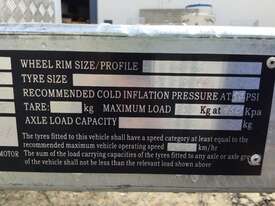 WHEEL RIM SIZE/PROFILE
TYRE SIZE
RECOMMENDED COLD INFLATION PRESSURE AT PSI
TARE: kg MAXIMUM LOAD Kg at Kpa
AXLE LOAD CAPACITY kg
The tyres fitted to this vehicle shall have a speed category at least equal to the
recommended maximum vehicle operating speed km/hr
MOTOR The sum of the load carrying capacities of the tyres fitted to any axle or axle group
of the vehicle shall not be less than the relevant load shown above